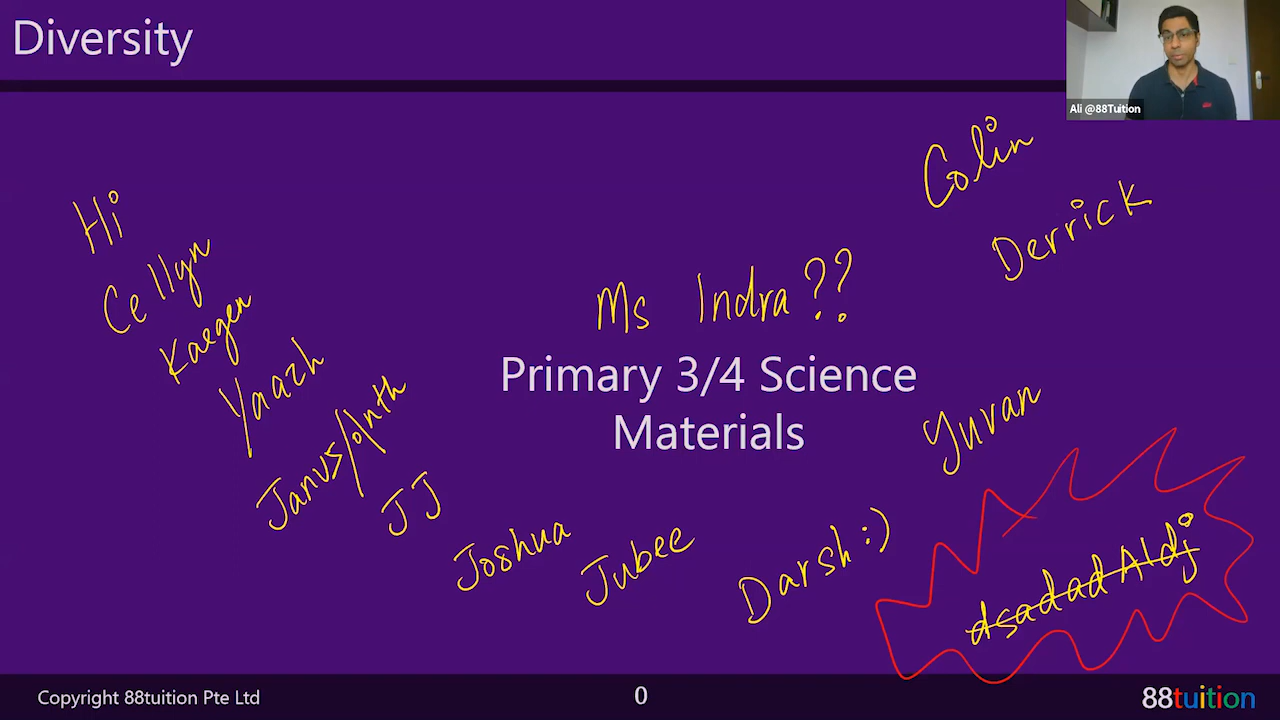 Diversity
Ali @88Tuition
Colin
Derrick
Hi
Cellyn
Kaegen
Yaazh
Janus/
JJ
Ms Indra??
Primary 3/4 Science
Materials
Yuvan
Joshua
Jubee
Darsh :)
dsadad Aldj
Copyright 88tuition Pte Ltd
0
88tuition